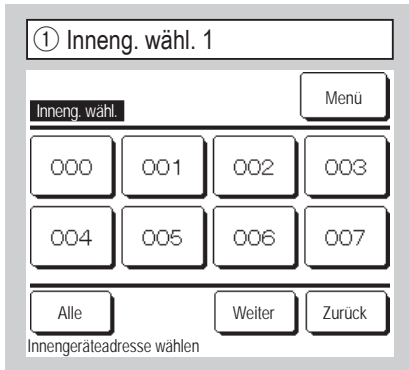 ① Inneng. wähl. 1
Menü
Inneng. wähl.
000 001 002 003
004 005 006 007
Alle Weiter Zurück
Innengeräteadresse wählen